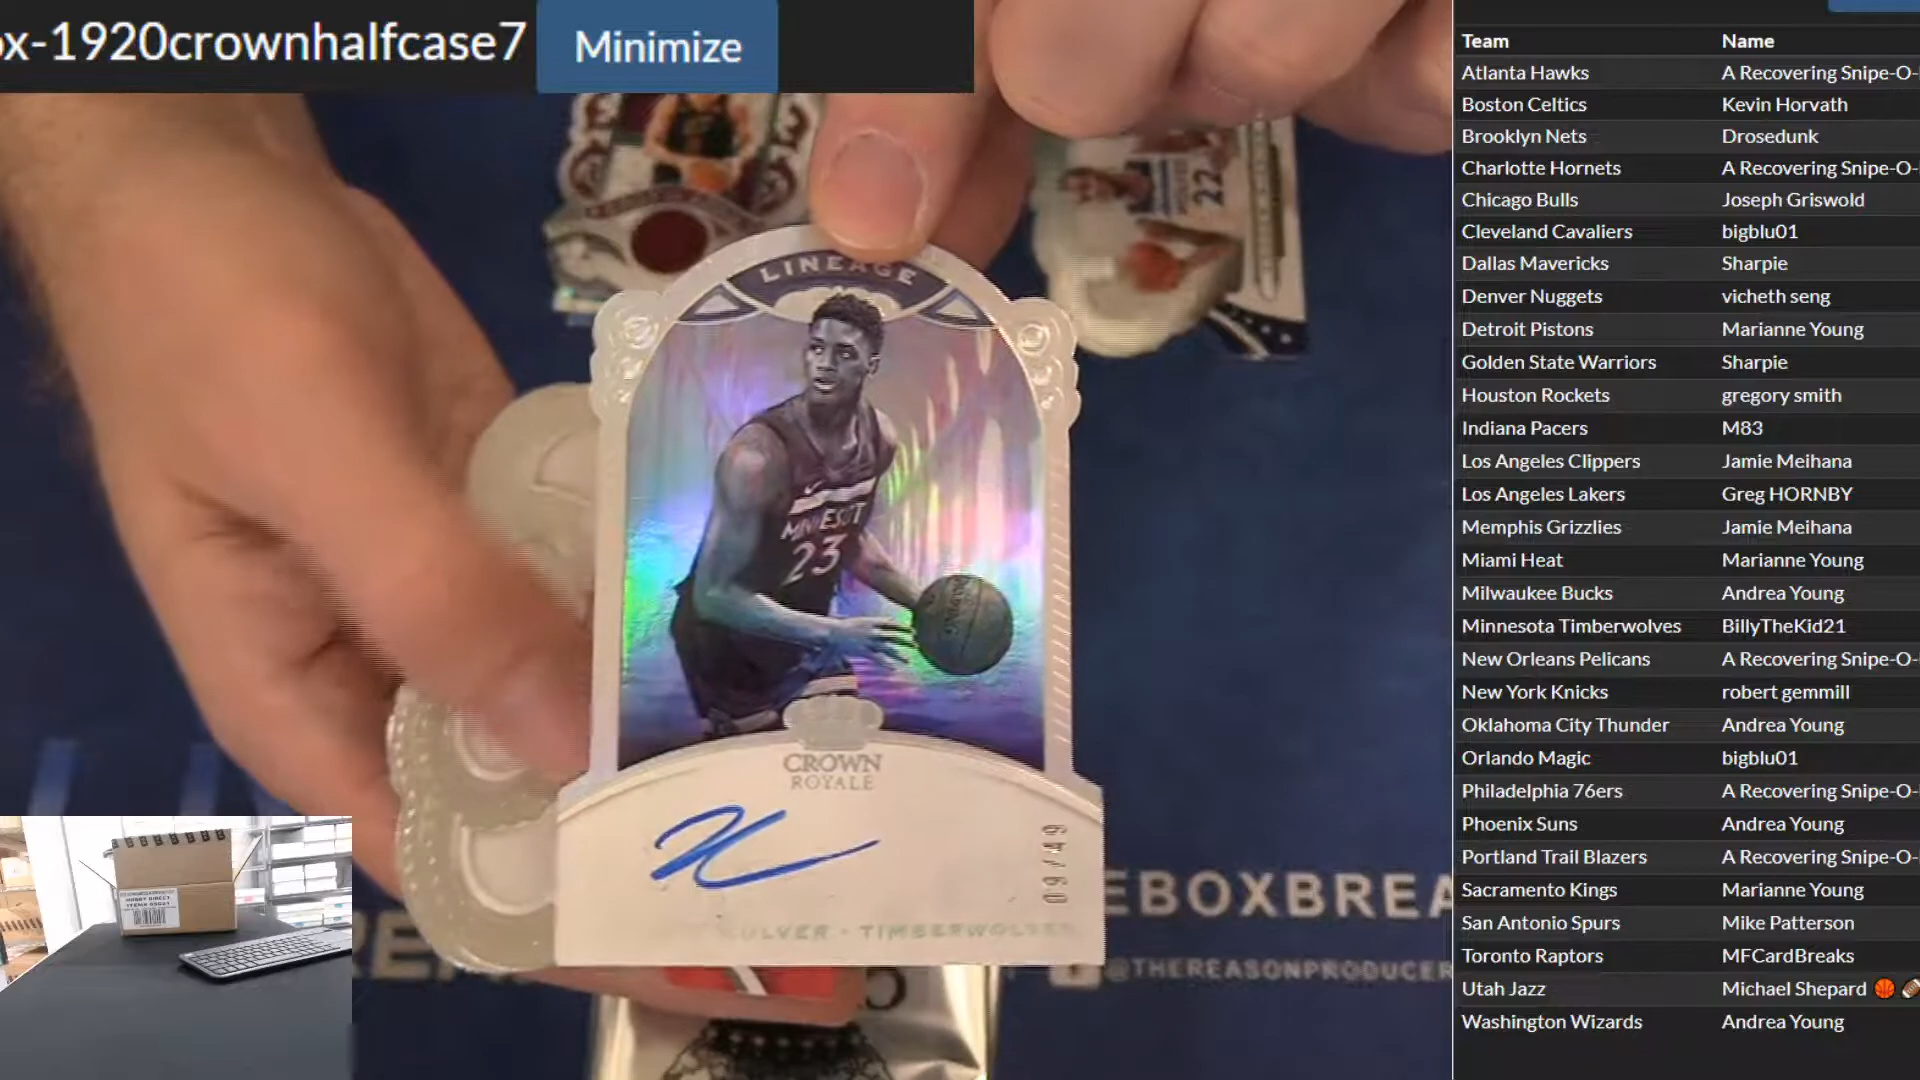 ox-1920crownhalfcase7
Minimize
22
LINEAGE
MINNESOTA
23
SPALDING
CROWN
ROYALE
ULVER · TIMBERWOLVES
EBOXBREA
@THEREASONPRODUCER
Team Name
Atlanta Hawks A Recovering Snipe-O-
Boston Celtics Kevin Horvath
Brooklyn Nets Drosedunk
Charlotte Hornets A Recovering Snipe-O-
Chicago Bulls Joseph Griswold
Cleveland Cavaliers bigblu01
Dallas Mavericks Sharpie
Denver Nuggets vicheth seng
Detroit Pistons Marianne Young
Golden State Warriors Sharpie
Houston Rockets gregory smith
Indiana Pacers M83
Los Angeles Clippers Jamie Meihana
Los Angeles Lakers Greg HORNBY
Memphis Grizzlies Jamie Meihana
Miami Heat Marianne Young
Milwaukee Bucks Andrea Young
Minnesota Timberwolves BillyTheKid21
New Orleans Pelicans A Recovering Snipe-O-
New York Knicks robert gemmill
Oklahoma City Thunder Andrea Young
Orlando Magic bigblu01
Philadelphia 76ers A Recovering Snipe-O-
Phoenix Suns Andrea Young
Portland Trail Blazers A Recovering Snipe-O-
Sacramento Kings Marianne Young
San Antonio Spurs Mike Patterson
Toronto Raptors MFCardBreaks
Utah Jazz Michael Shepard 🏀 🏈
Washington Wizards Andrea Young